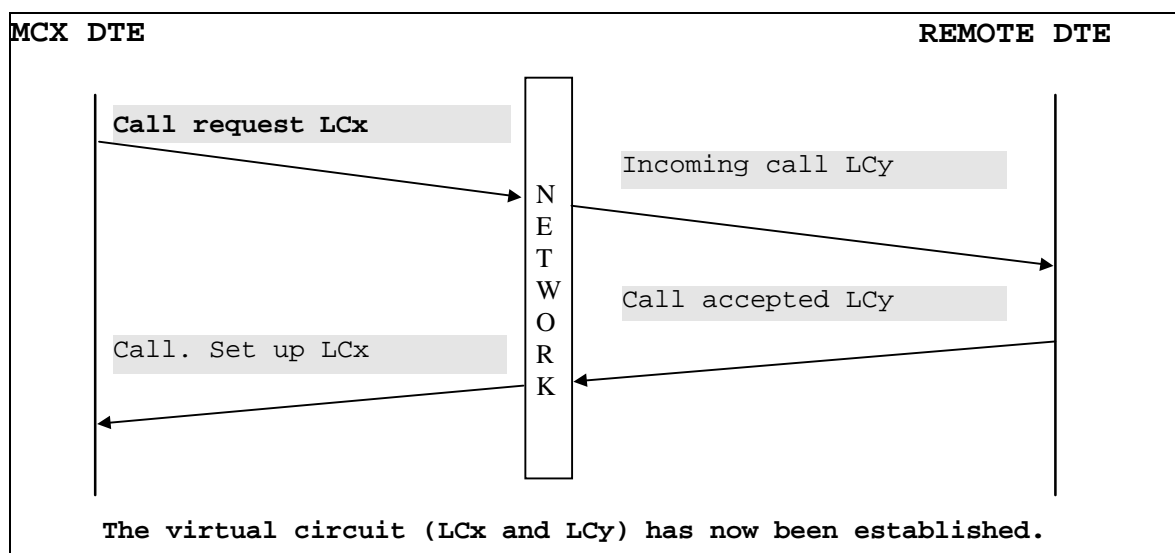 MCX DTE
REMOTE DTE
Call request LCx
Incoming call LCy
N
E
T
W
O
R
K
Call accepted LCy
Call. Set up LCx
The virtual circuit (LCx and LCy) has now been established.